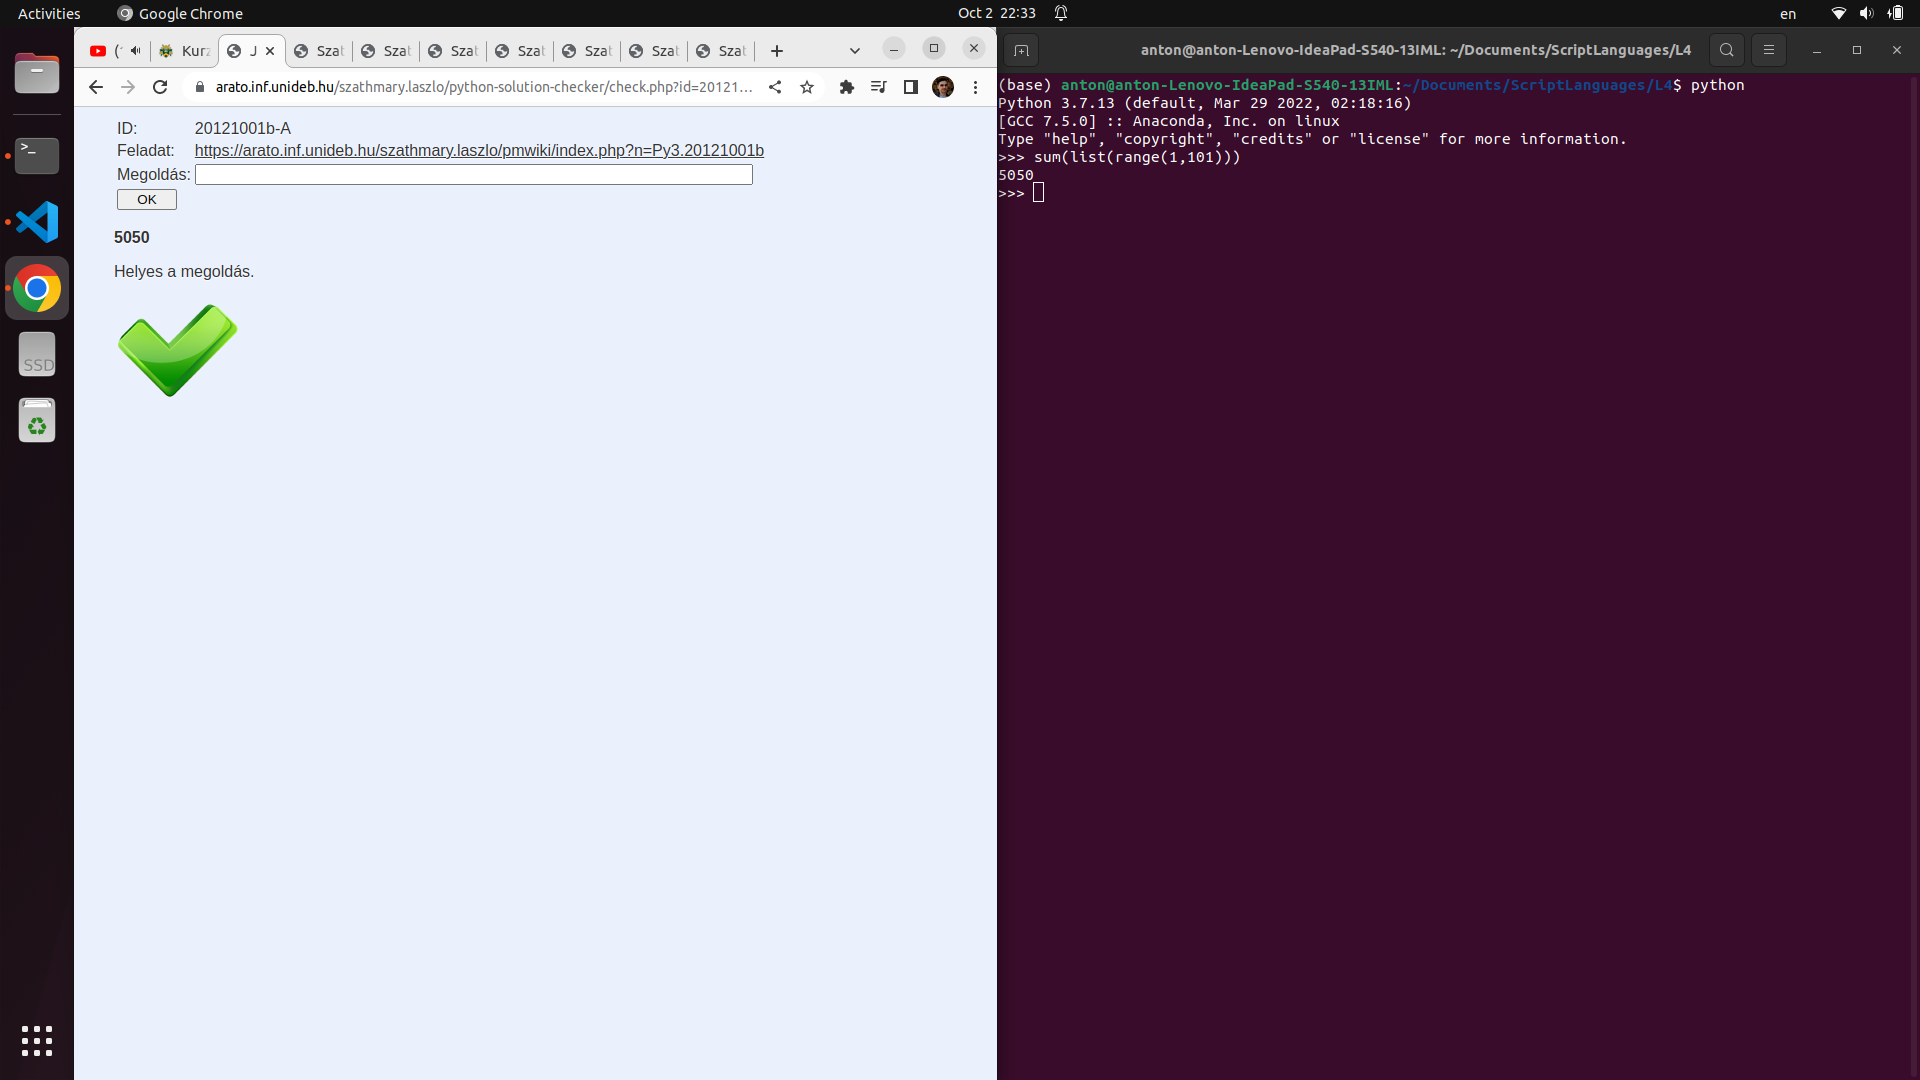 Activities
Google Chrome
Oct 2 22:33
en
Kurz
J
Szat
Szat
Szat
Szat
Szat
Szat
Szat
anton@anton-Lenovo-IdeaPad-S540-13IML: ~/Documents/ScriptLanguages/L4
arato.inf.unideb.hu/szathmary.laszlo/python-solution-checker/check.php?id=20121...
ID: 20121001b-A
Feladat: https://arato.inf.unideb.hu/szathmary.laszlo/pmwiki/index.php?n=Py3.20121001b
Megoldás:
OK
5050
Helyes a megoldás.
SSD
(base) anton@anton-Lenovo-IdeaPad-S540-13IML:~/Documents/ScriptLanguages/L4$ python
Python 3.7.13 (default, Mar 29 2022, 02:18:16)
[GCC 7.5.0] :: Anaconda, Inc. on linux
Type "help", "copyright", "credits" or "license" for more information.
>>> sum(list(range(1,101)))
5050
>>>